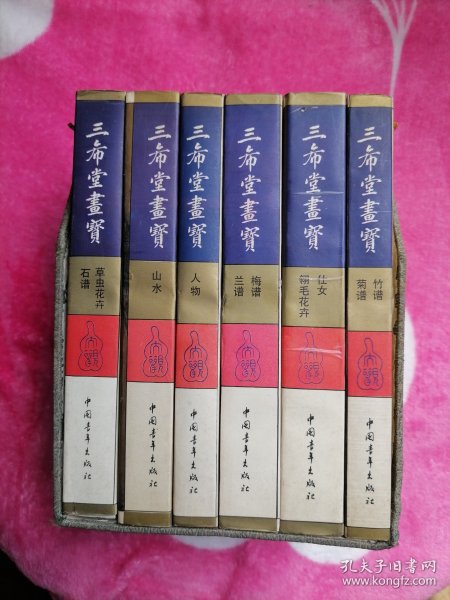 三希堂畫寶
草虫花卉
石谱
中国青年出版社
三希堂畫寶
山水
中国青年出版社
三希堂畫寶
人物
中国青年出版社
三希堂畫寶
梅谱
兰谱
中国青年出版社
三希堂畫寶
仕女
翎毛花卉
中国青年出版社
三希堂畫寶
竹谱
菊谱
中国青年出版社
孔夫子旧书网
www.kongfz.com